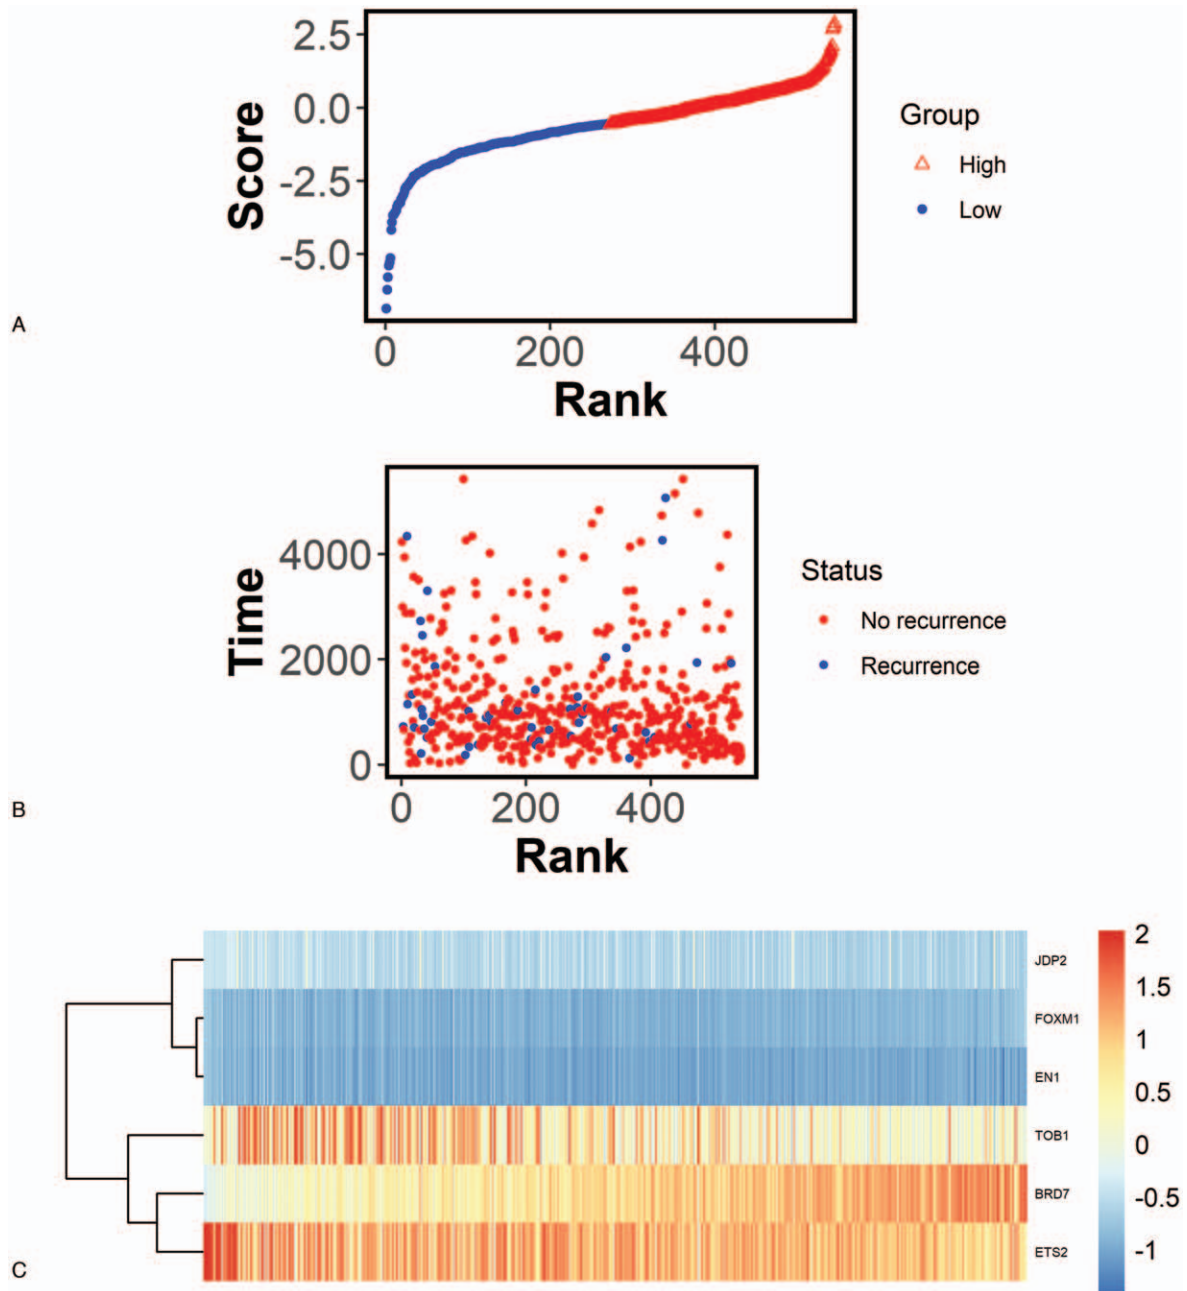 2.5
0.0
-2.5
-5.0
Score
0
200
400
Rank
Group
High
Low
A
4000
2000
0
Time
0
200
400
Rank
Status
No recurrence
Recurrence
B
JDP2
FOXM1
EN1
TOB1
BRD7
ETS2
2
1.5
1
0.5
0
-0.5
-1
C